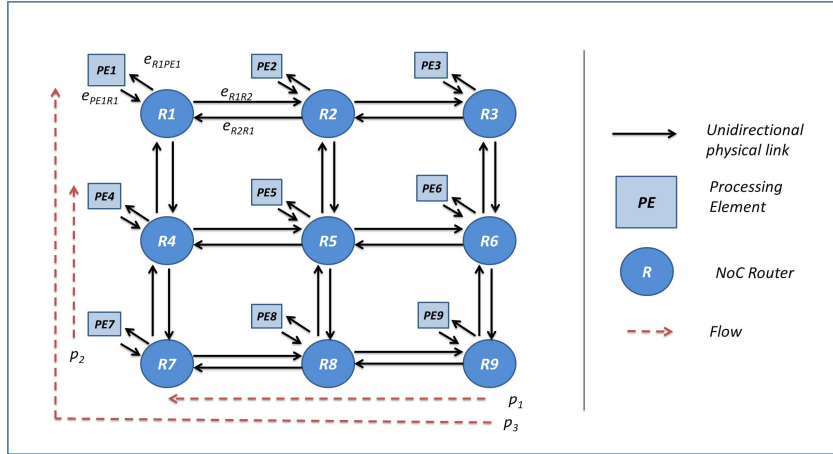 PE1
e_R1PE1
PE2
PE3
e_PE1R1
e_R1R2
R1
R2
R3
e_R2R1
Unidirectional
physical link
PE4
PE5
PE6
PE
Processing
Element
R4
R5
R6
R
NoC Router
PE7
PE8
PE9
Flow
p_2
R7
R8
R9
p_1
p_3